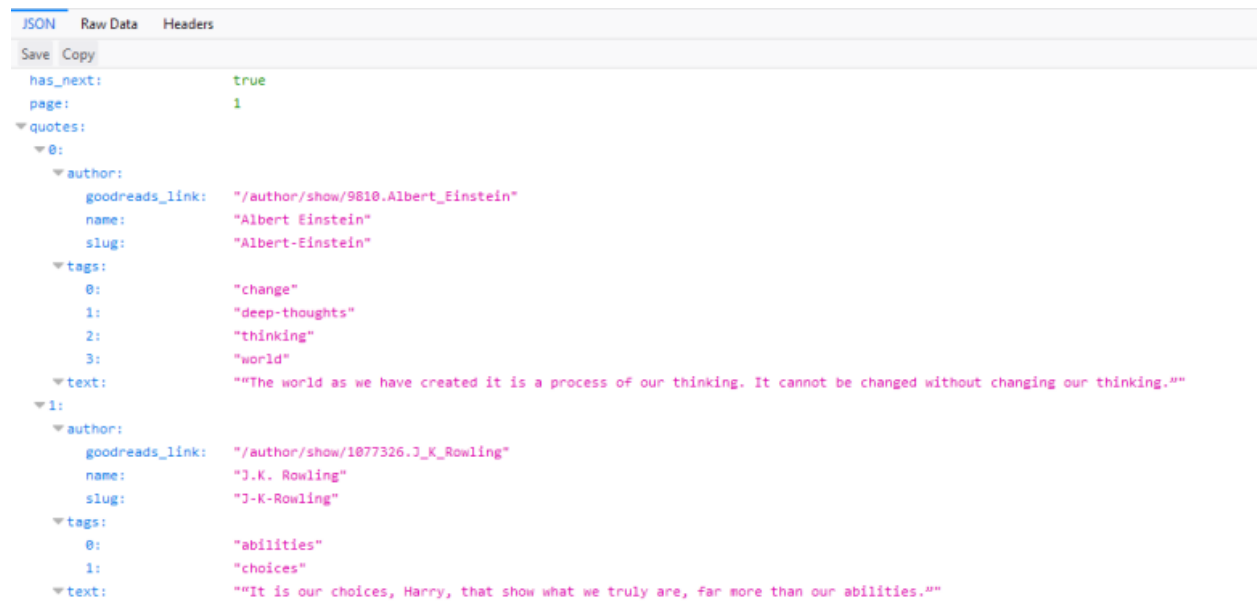 JSON Raw Data Headers
Save Copy
has_next: true
page: 1
quotes:
0:
author:
goodreads_link: "/author/show/9810.Albert_Einstein"
name: "Albert Einstein"
slug: "Albert-Einstein"
tags:
0: "change"
1: "deep-thoughts"
2: "thinking"
3: "world"
text: "“The world as we have created it is a process of our thinking. It cannot be changed without changing our thinking.”"
1:
author:
goodreads_link: "/author/show/1077326.J_K_Rowling"
name: "J.K. Rowling"
slug: "J-K-Rowling"
tags:
0: "abilities"
1: "choices"
text: "“It is our choices, Harry, that show what we truly are, far more than our abilities.”"